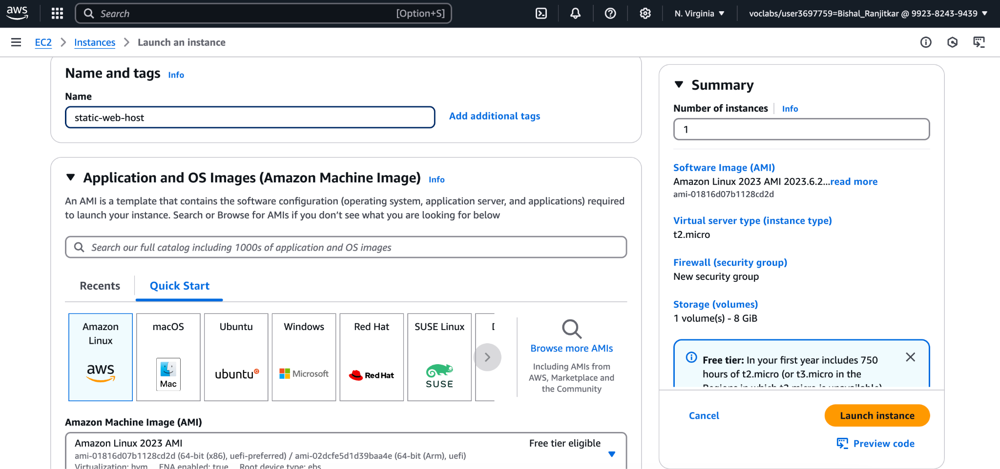 aws
Search
[Option+S]
N. Virginia
voclabs/user3697759=Bishal_Ranjitkar @ 9923-8243-9439
EC2
Instances
Launch an instance
Name and tags
Info
Name
static-web-host
Add additional tags
Application and OS Images (Amazon Machine Image)
Info
An AMI is a template that contains the software configuration (operating system, application server, and applications) required
to launch your instance. Search or Browse for AMIs if you don’t see what you are looking for below
Search our full catalog including 1000s of application and OS images
Recents
Quick Start
Amazon
Linux
aws
macOS
Mac
Ubuntu
ubuntu
Windows
Microsoft
Red Hat
Red Hat
SUSE Linux
SUSE
Browse more AMIs
Including AMIs from
AWS, Marketplace and
the Community
Amazon Machine Image (AMI)
Amazon Linux 2023 AMI
Free tier eligible
ami-01816d07b1128cd2d (64-bit (x86), uefi-preferred) / ami-02dcfe5d1d39baa4e (64-bit (Arm), uefi)
Virtualization: hvm
ENA enabled: true
Root device type: ebs
Summary
Number of instances
Info
1
Software Image (AMI)
Amazon Linux 2023 AMI 2023.6.2...read more
ami-01816d07b1128cd2d
Virtual server type (instance type)
t2.micro
Firewall (security group)
New security group
Storage (volumes)
1 volume(s) - 8 GiB
Free tier: In your first year includes 750
hours of t2.micro (or t3.micro in the
Regions in which t2.micro is unavailable)
Cancel
Launch instance
Preview code